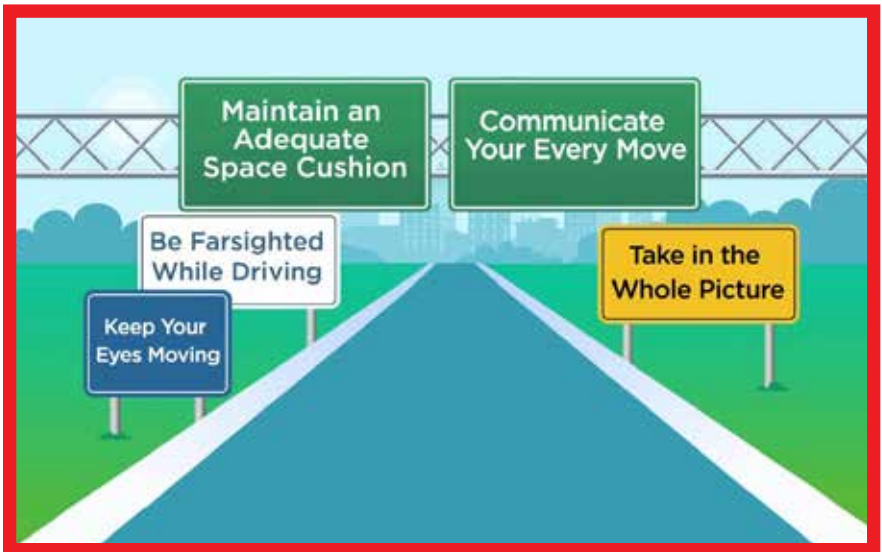 Maintain an
Adequate
Space Cushion
Communicate
Your Every Move
Be Farsighted
While Driving
Take in the
Whole Picture
Keep Your
Eyes Moving